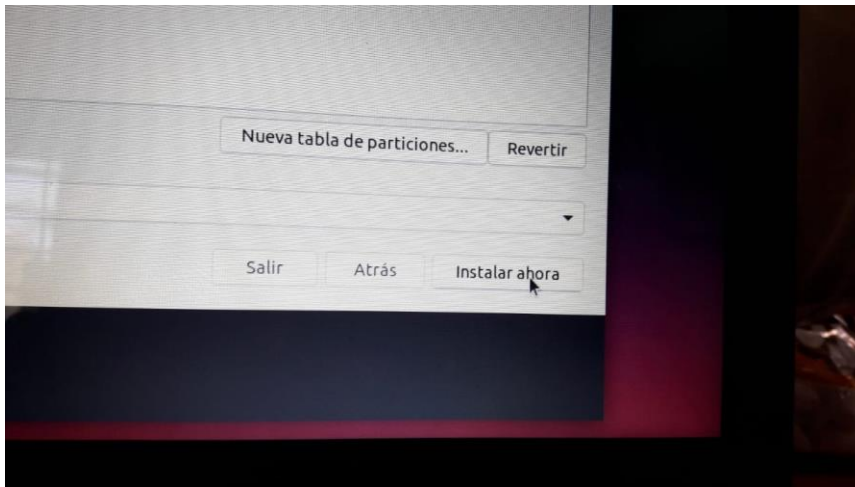 Nueva tabla de particiones... Revertir
Salir Atrás Instalar ahora